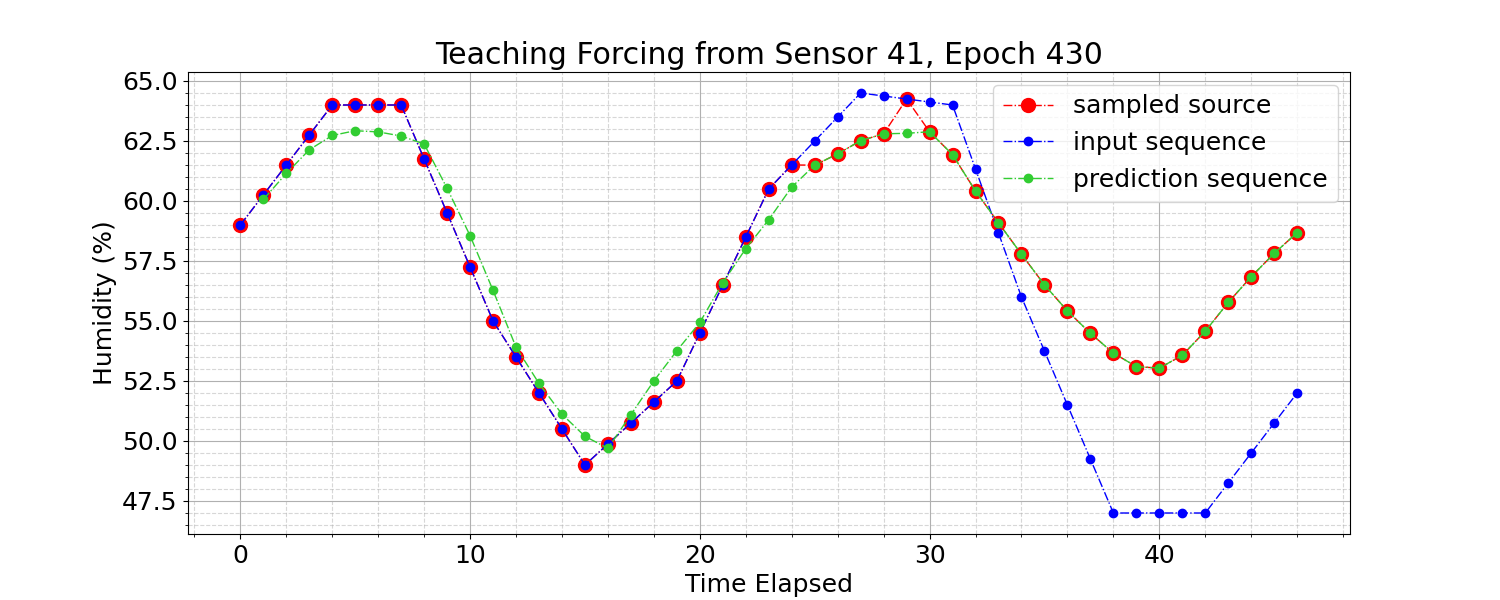 Teaching Forcing from Sensor 41, Epoch 430
65.0
62.5
60.0
57.5
55.0
52.5
50.0
47.5
Humidity (%)
sampled source
input sequence
prediction sequence
0 10 20 30 40
Time Elapsed